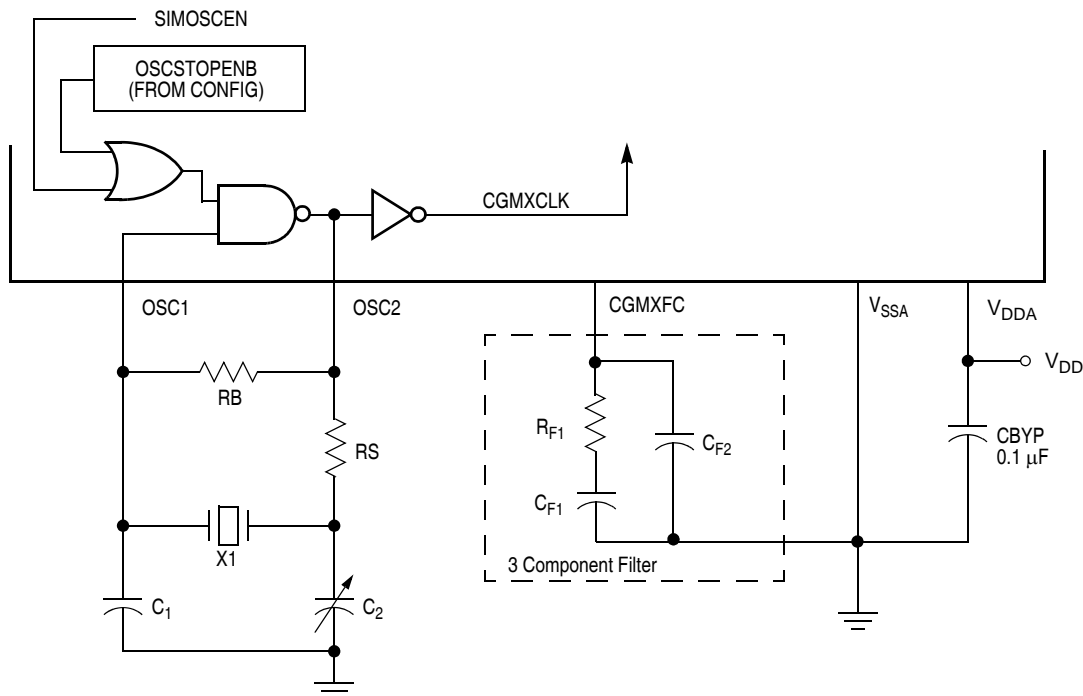 SIMOSCEN
OSCSTOPENB
(FROM CONFIG)
CGMXCLK
OSC1
OSC2
CGMXFC
VSSA
VDDA
VDD
RB
RS
RF1
CF2
CBYP
0.1 μF
CF1
X1
3 Component Filter
C1
C2